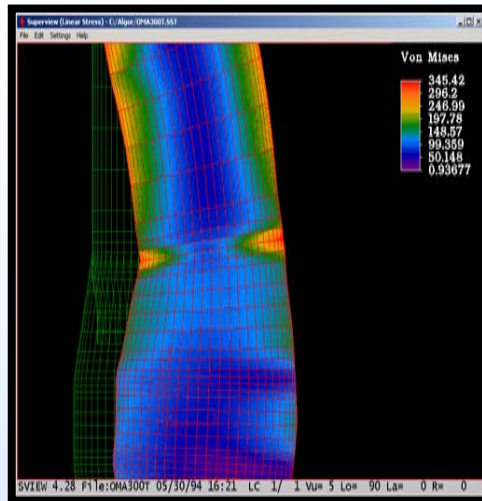 Superview (Linear Stress) - C:/Algor/OMA300T.SST
File Edit Settings Help
Von Mises
345.42
296.2
246.99
197.78
148.57
99.359
50.148
0.93677
SVIEW 4.28 File:OMA300T 05/30/94 16:21 LC 1/ 1 Vu= 5 Lo= 90 La= 0 R= 0